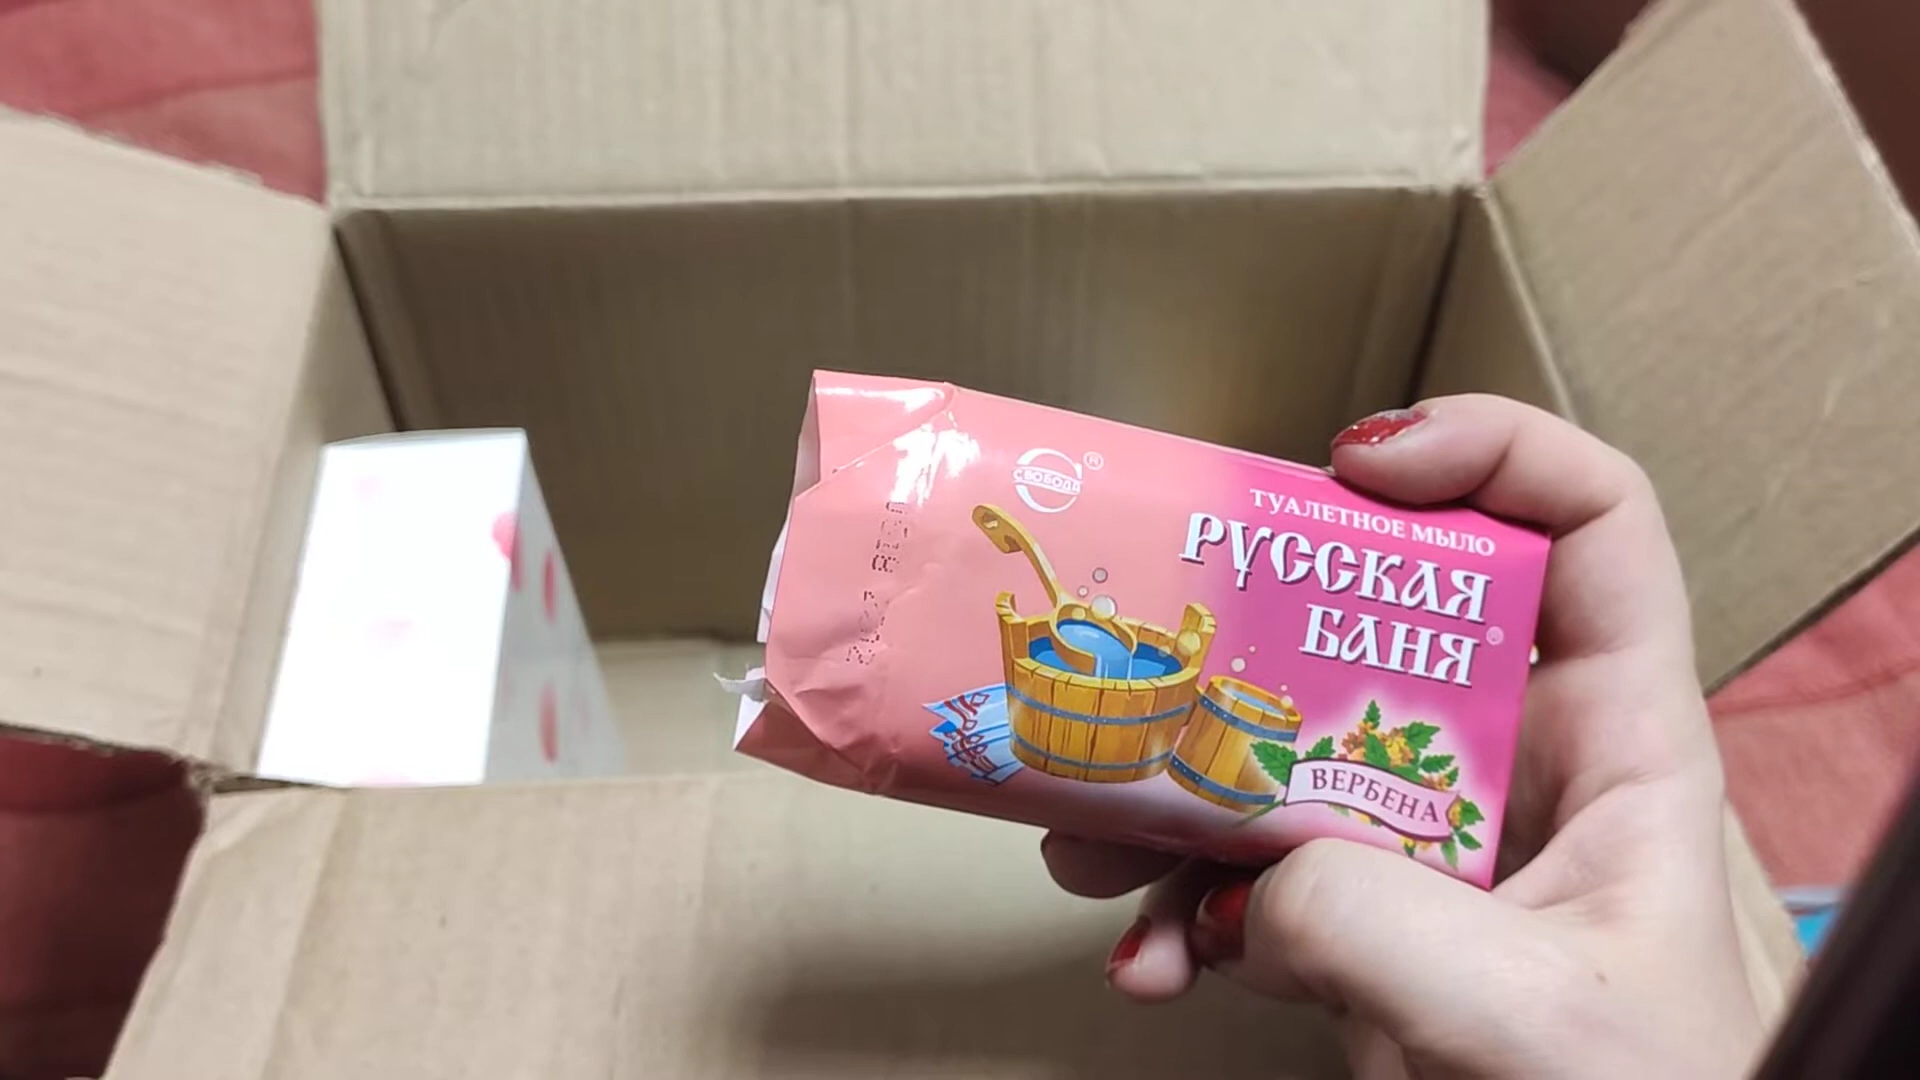 СВОБОДА
®
ТУАЛЕТНОЕ МЫЛО
РУССКАЯ
БАНЯ®
ВЕРБЕНА